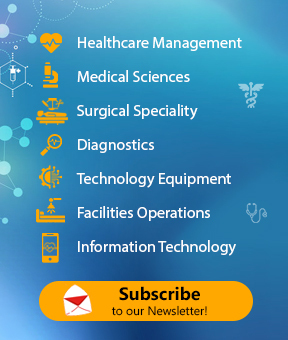 Healthcare Management
Medical Sciences
Surgical Speciality
Diagnostics
Technology Equipment
Facilities Operations
Information Technology
Subscribe
to our Newsletter!